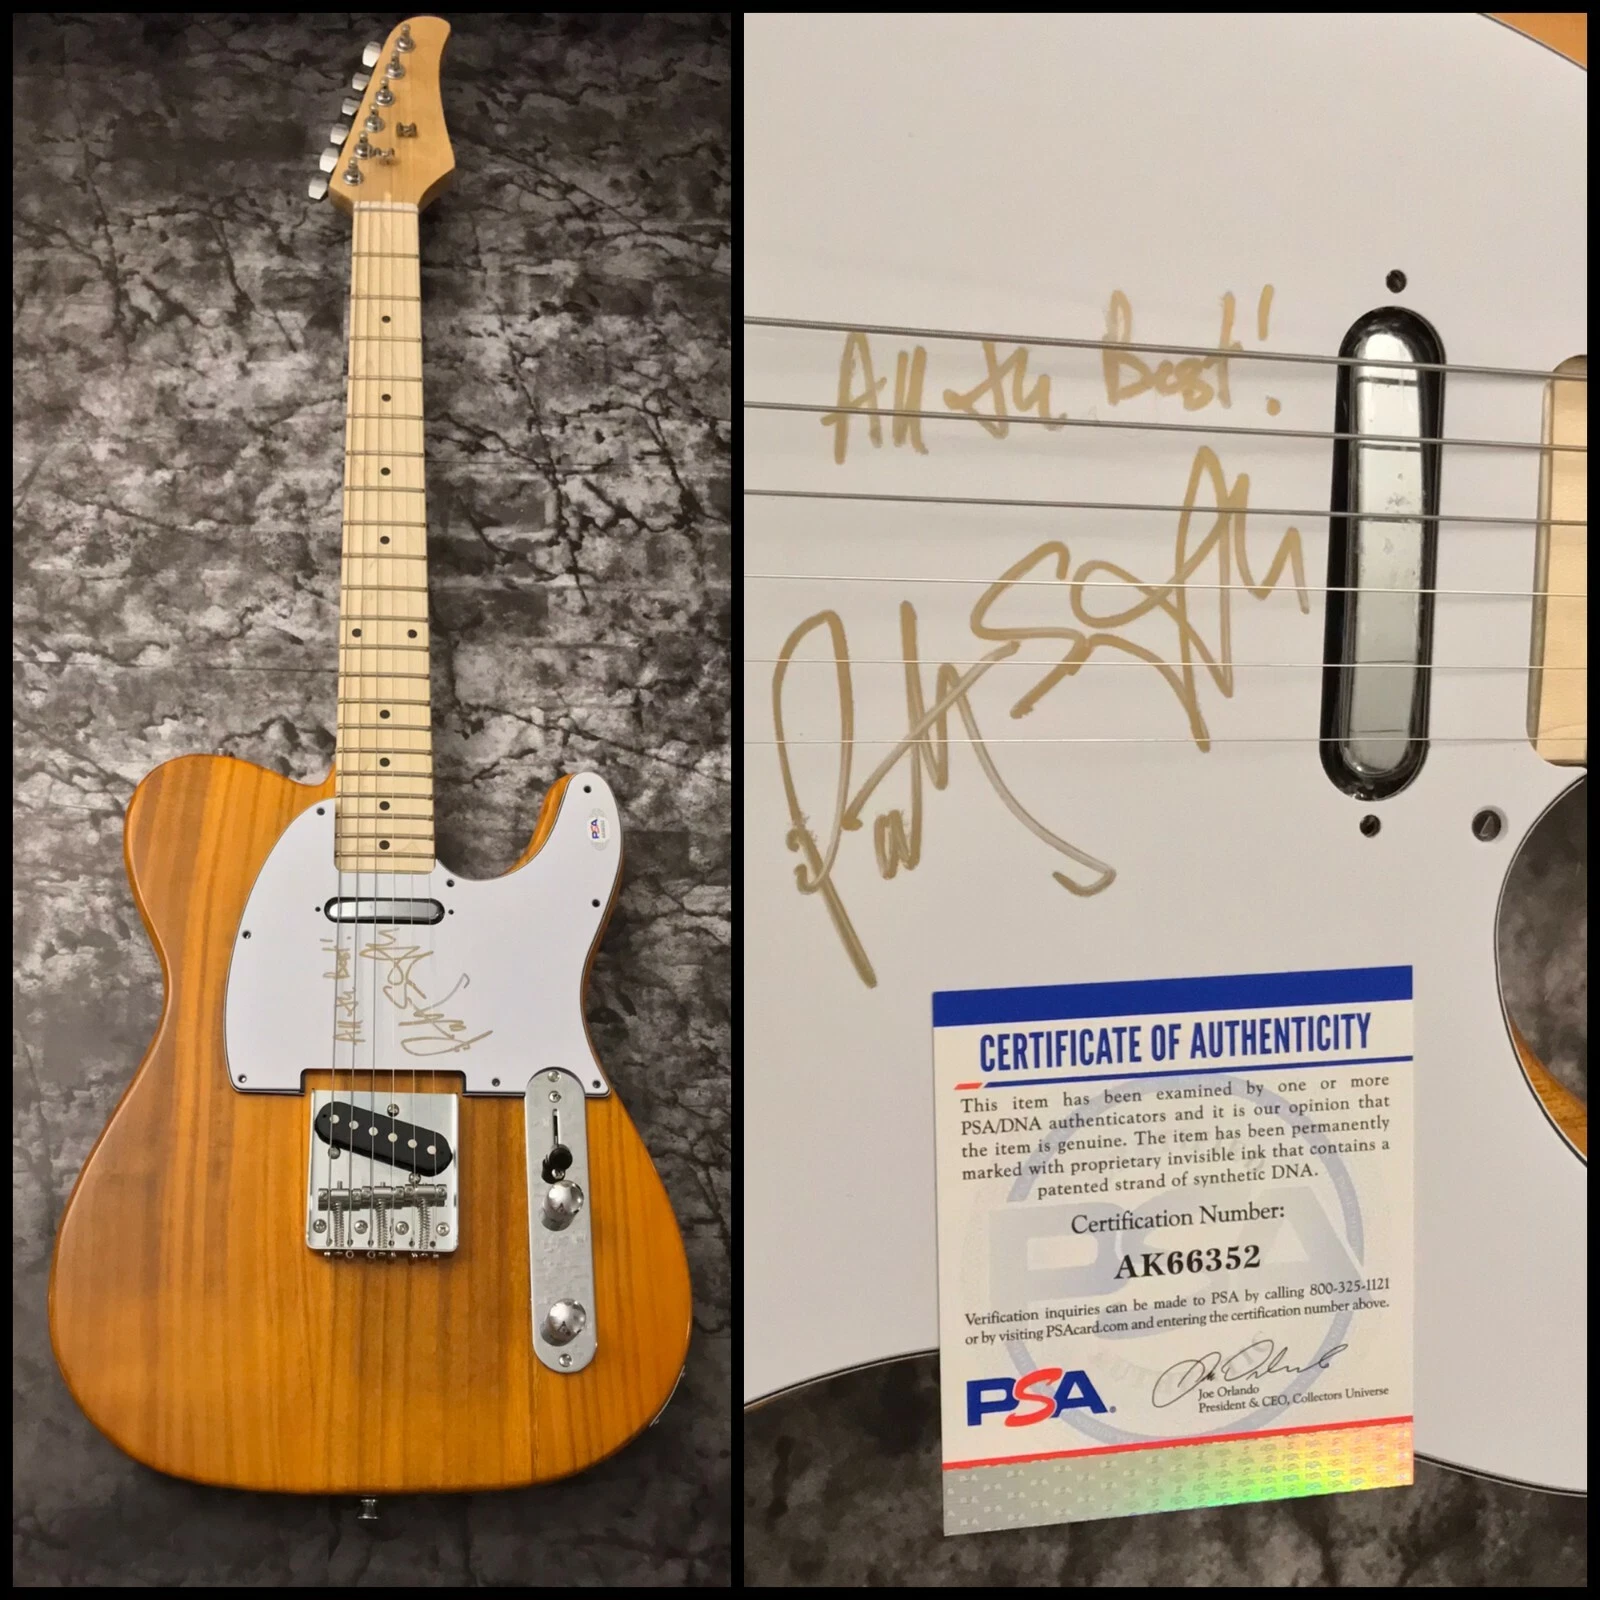 PSA
All the Best!
CERTIFICATE OF AUTHENTICITY
This item has been examined by one or more
PSA/DNA authenticators and it is our opinion that
the item is genuine. The item has been permanently
marked with proprietary invisible ink that contains a
patented strand of synthetic DNA.
Certification Number:
AK66352
Verification inquiries can be made to PSA by calling 800-325-1121
or by visiting PSAcard.com and entering the certification number above.
PSA
Joe Orlando
President & CEO, Collectors Universe